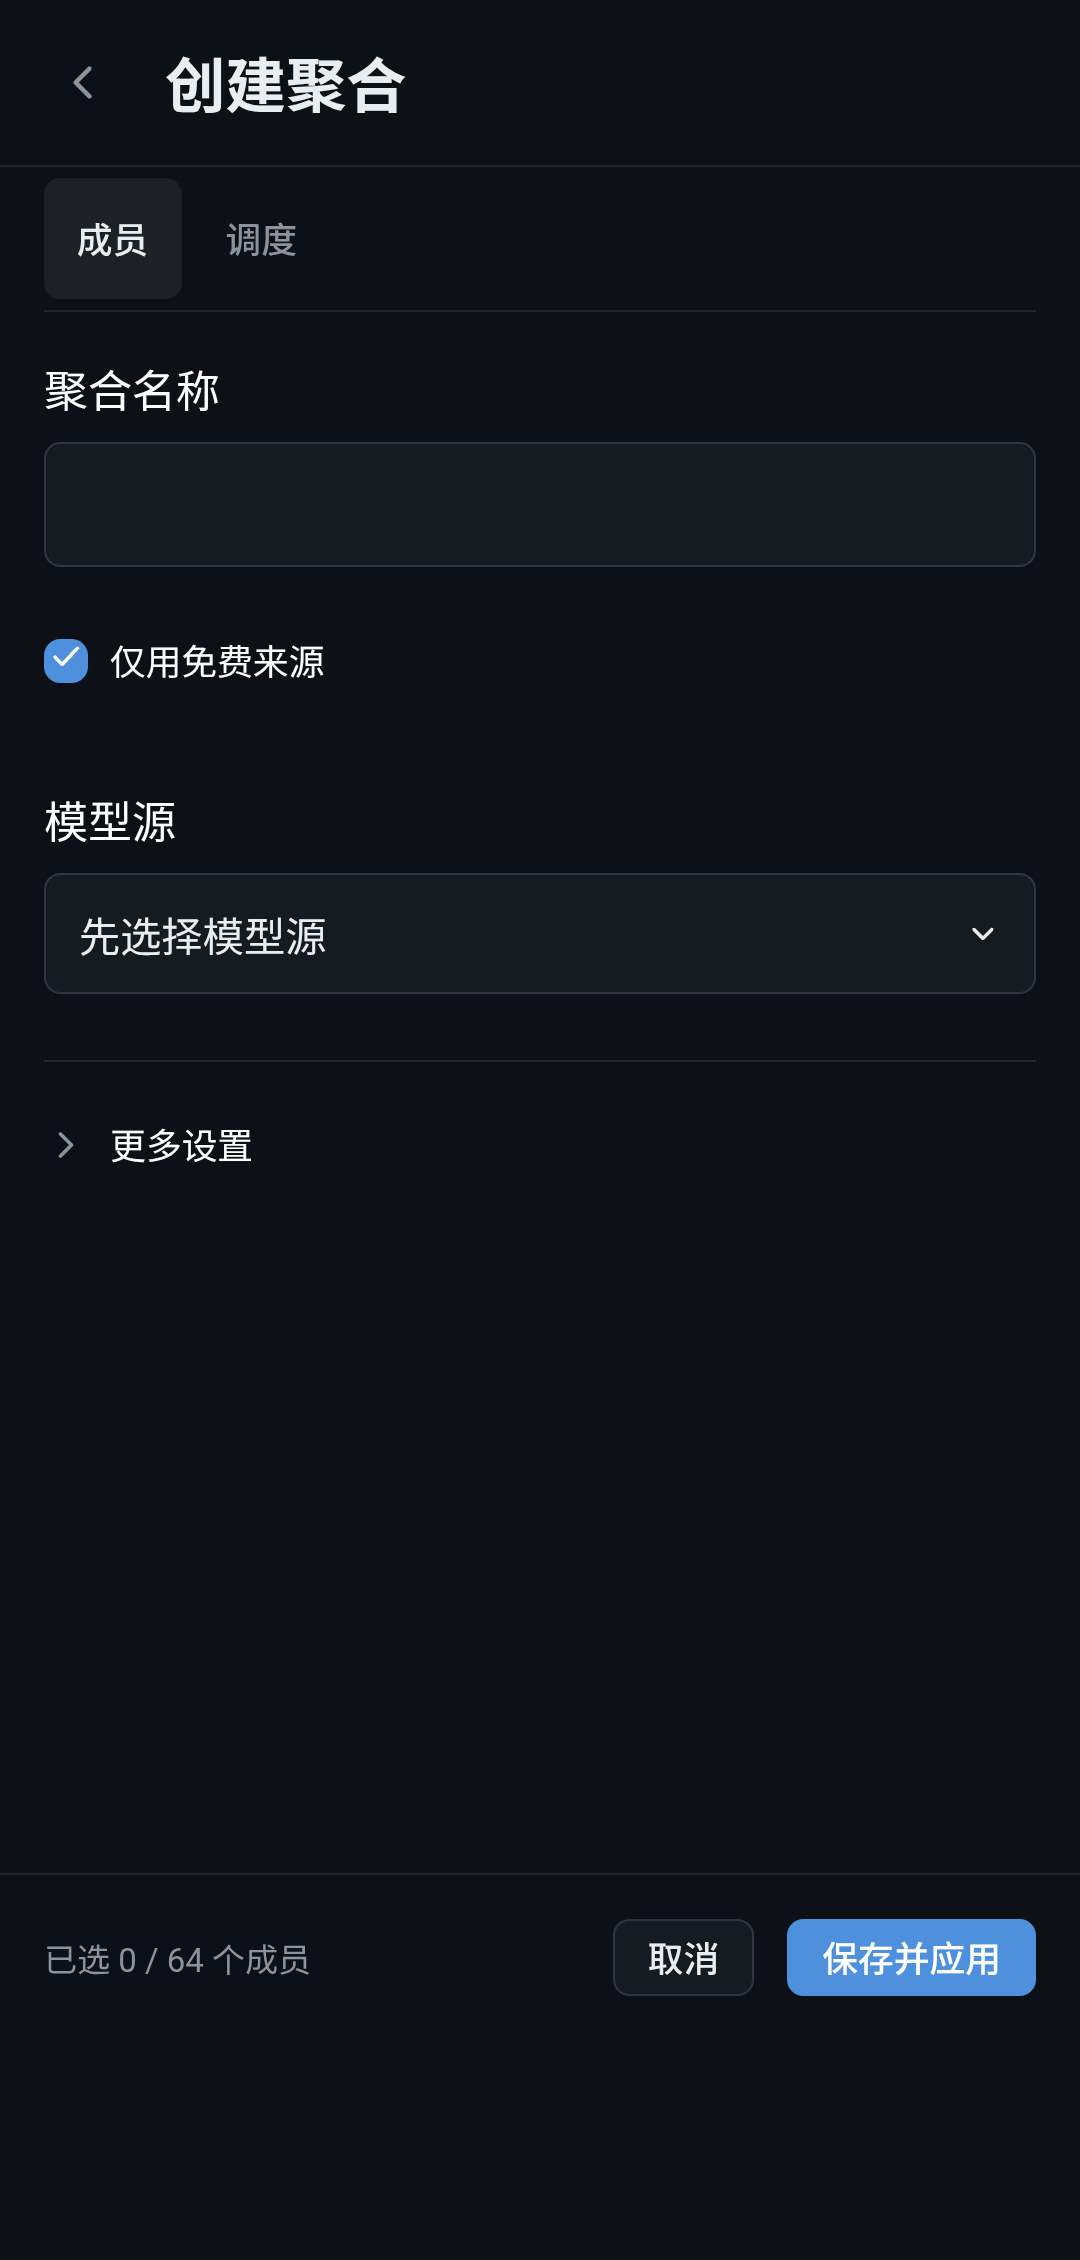 创建聚合
成员
调度
聚合名称
仅用免费来源
模型源
先选择模型源
更多设置
已选 0 / 64 个成员
取消
保存并应用